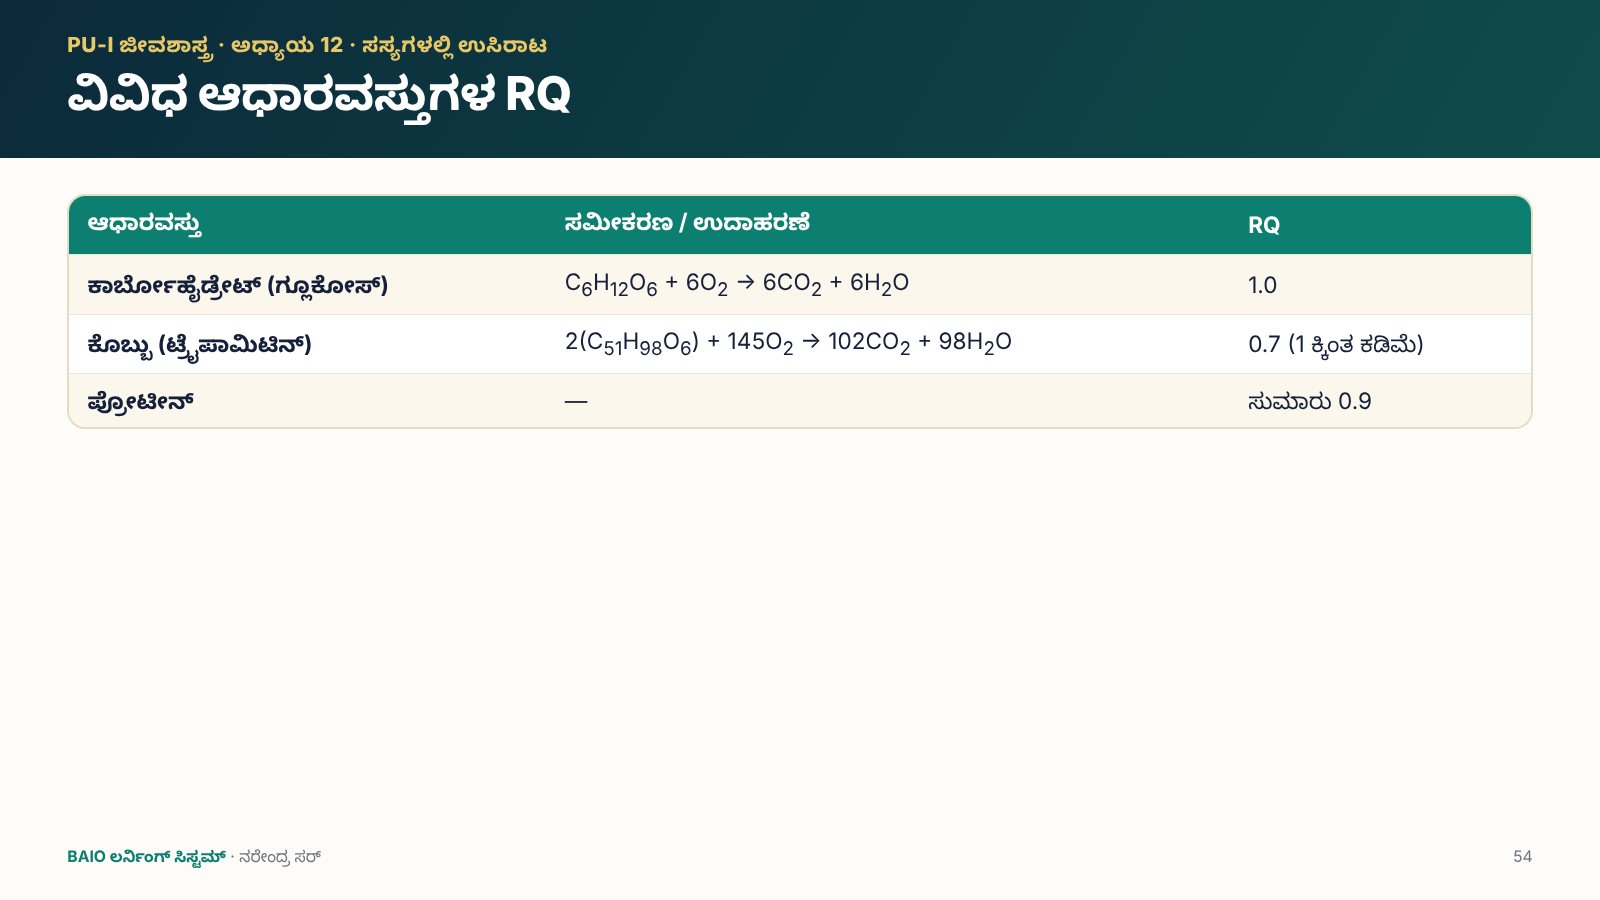 PU-I ಜೀವಶಾಸ್ತ್ರ · ಅಧ್ಯಾಯ 12 · ಸಸ್ಯಗಳಲ್ಲಿ ಉಸಿರಾಟ
ವಿವಿಧ ಆಧಾರವಸ್ತುಗಳ RQ
ಆಧಾರವಸ್ತು ಸಮೀಕರಣ / ಉದಾಹರಣೆ RQ
ಕಾರ್ಬೋಹೈಡ್ರೇಟ್ (ಗ್ಲೂಕೋಸ್) C₆H₁₂O₆ + 6O₂ → 6CO₂ + 6H₂O 1.0
ಕೊಬ್ಬು (ಟ್ರೈಪಾಮಿಟಿನ್) 2(C₅₁H₉₈O₆) + 145O₂ → 102CO₂ + 98H₂O 0.7 (1 ಕ್ಕಿಂತ ಕಡಿಮೆ)
ಪ್ರೋಟೀನ್ — ಸುಮಾರು 0.9
BAIO ಲರ್ನಿಂಗ್ ಸಿಸ್ಟಮ್ · ನರೇಂದ್ರ ಸರ್ 54